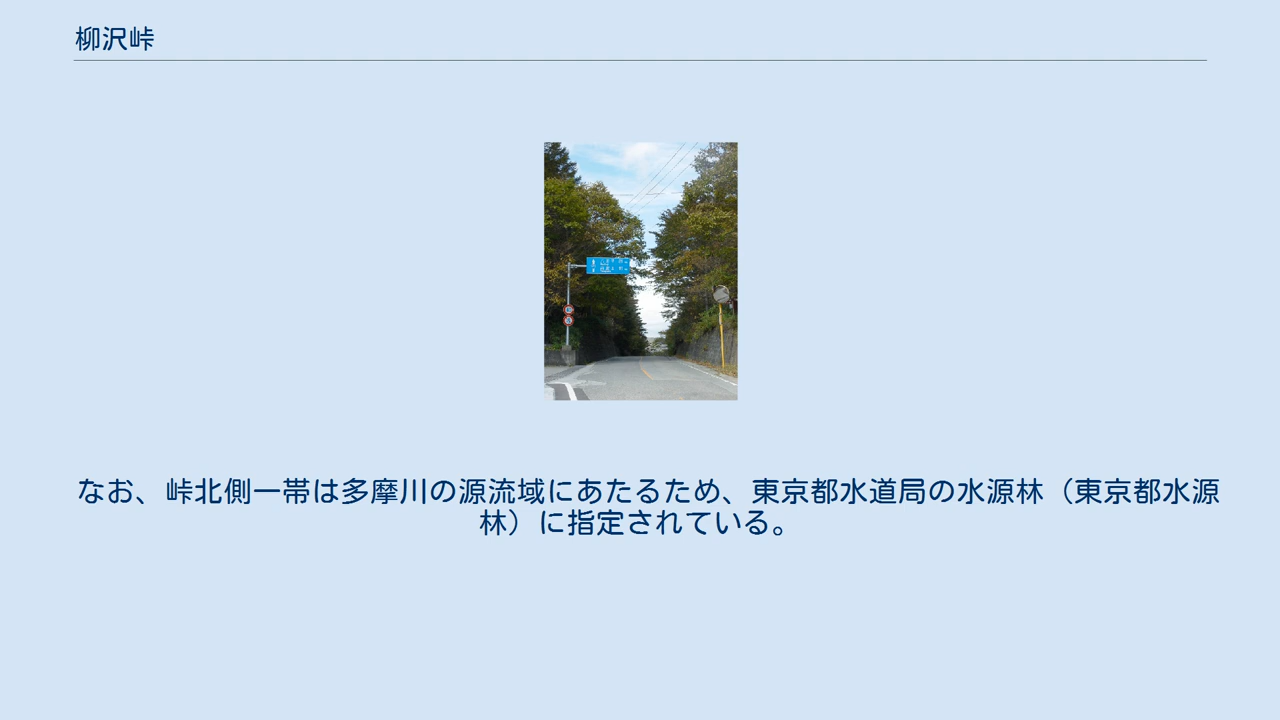 柳沢峠
なお、峠北側一帯は多摩川の源流域にあたるため、東京都水道局の水源林（東京都水源
林）に指定されている。